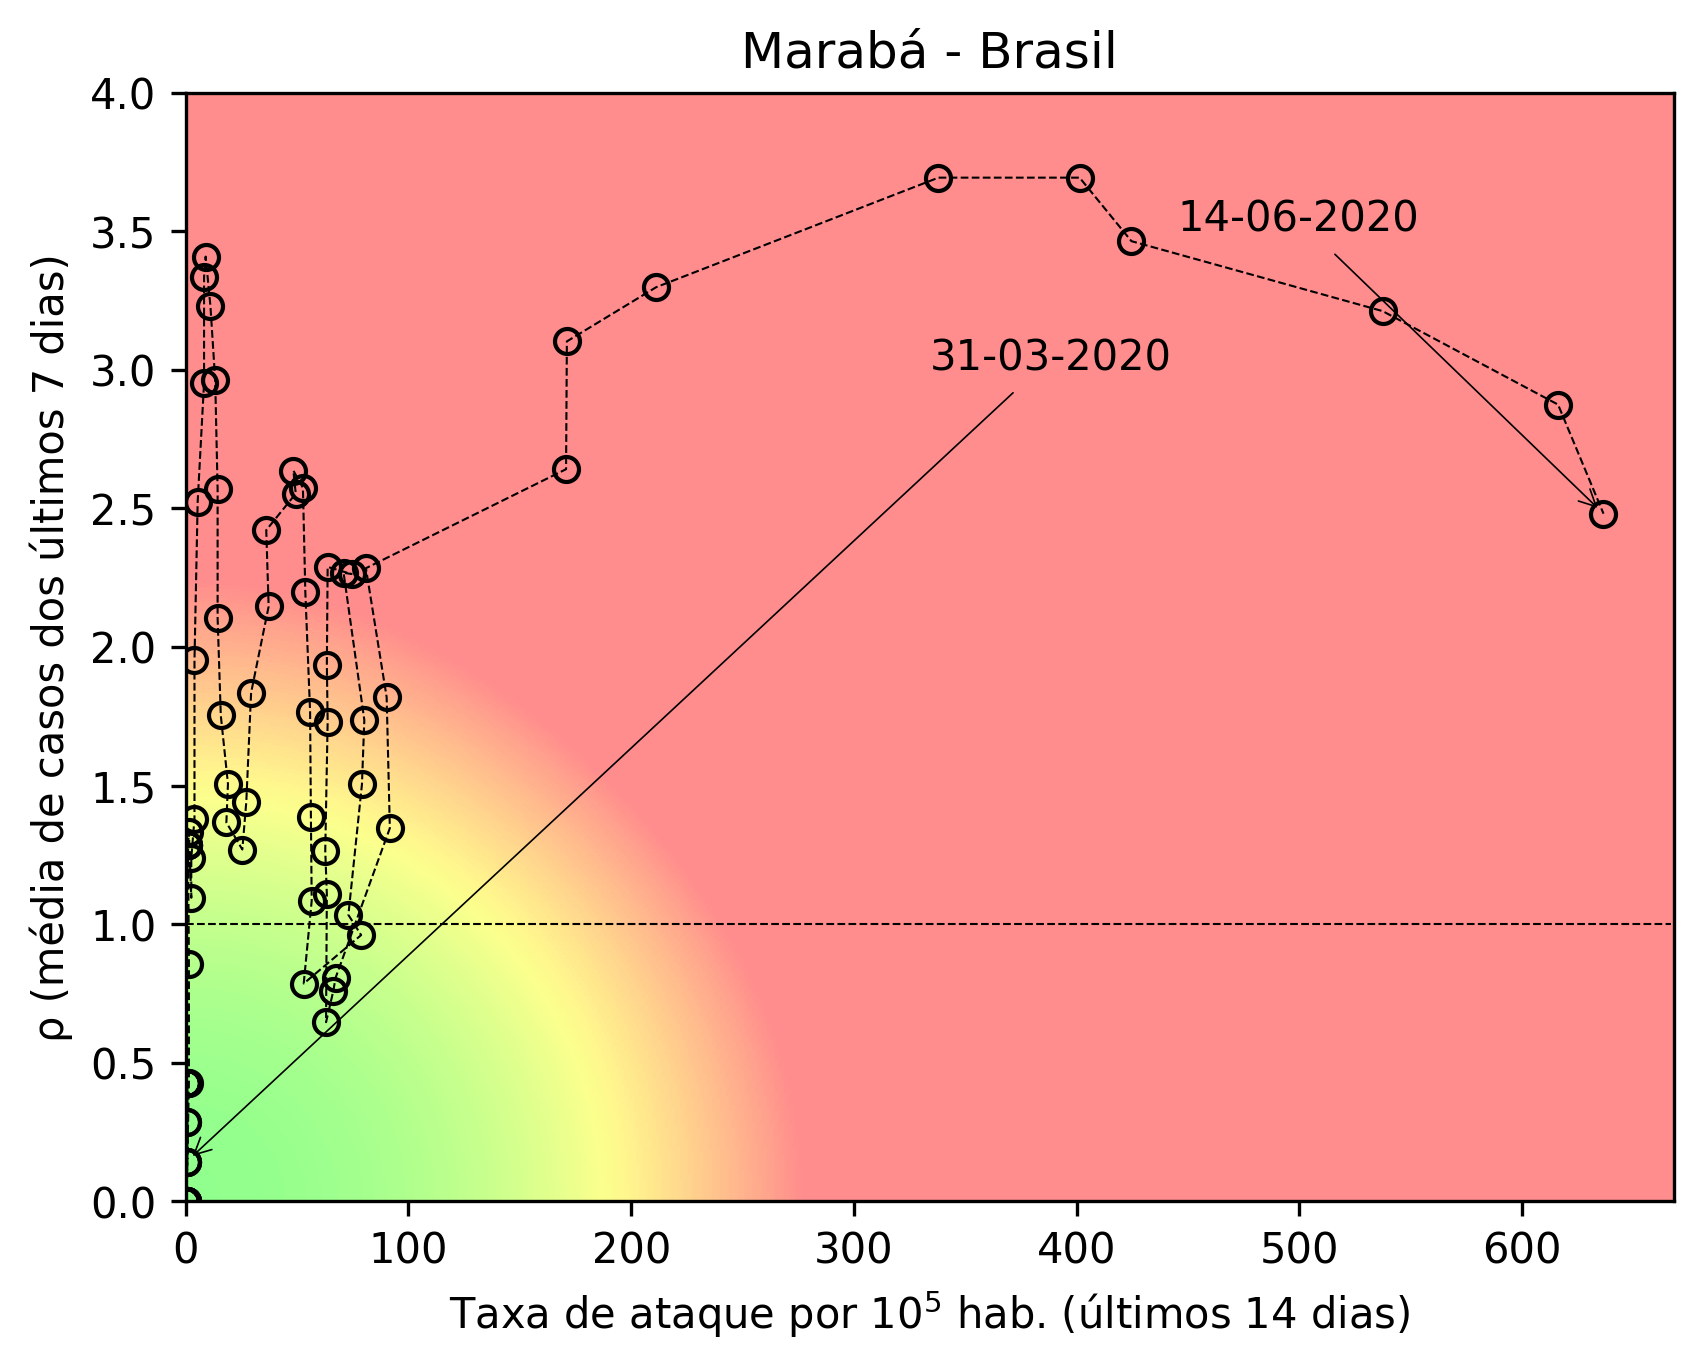 Marabá - Brasil
4.0
3.5
3.0
2.5
2.0
1.5
1.0
0.5
0.0
ρ (média de casos dos últimos 7 dias)
14-06-2020
31-03-2020
0 100 200 300 400 500 600
Taxa de ataque por 10⁵ hab. (últimos 14 dias)